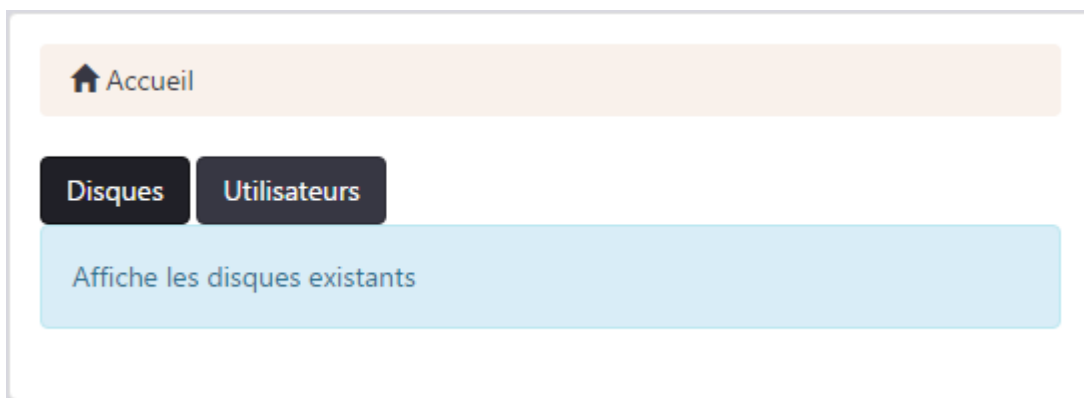 Accueil
Disques Utilisateurs
Affiche les disques existants